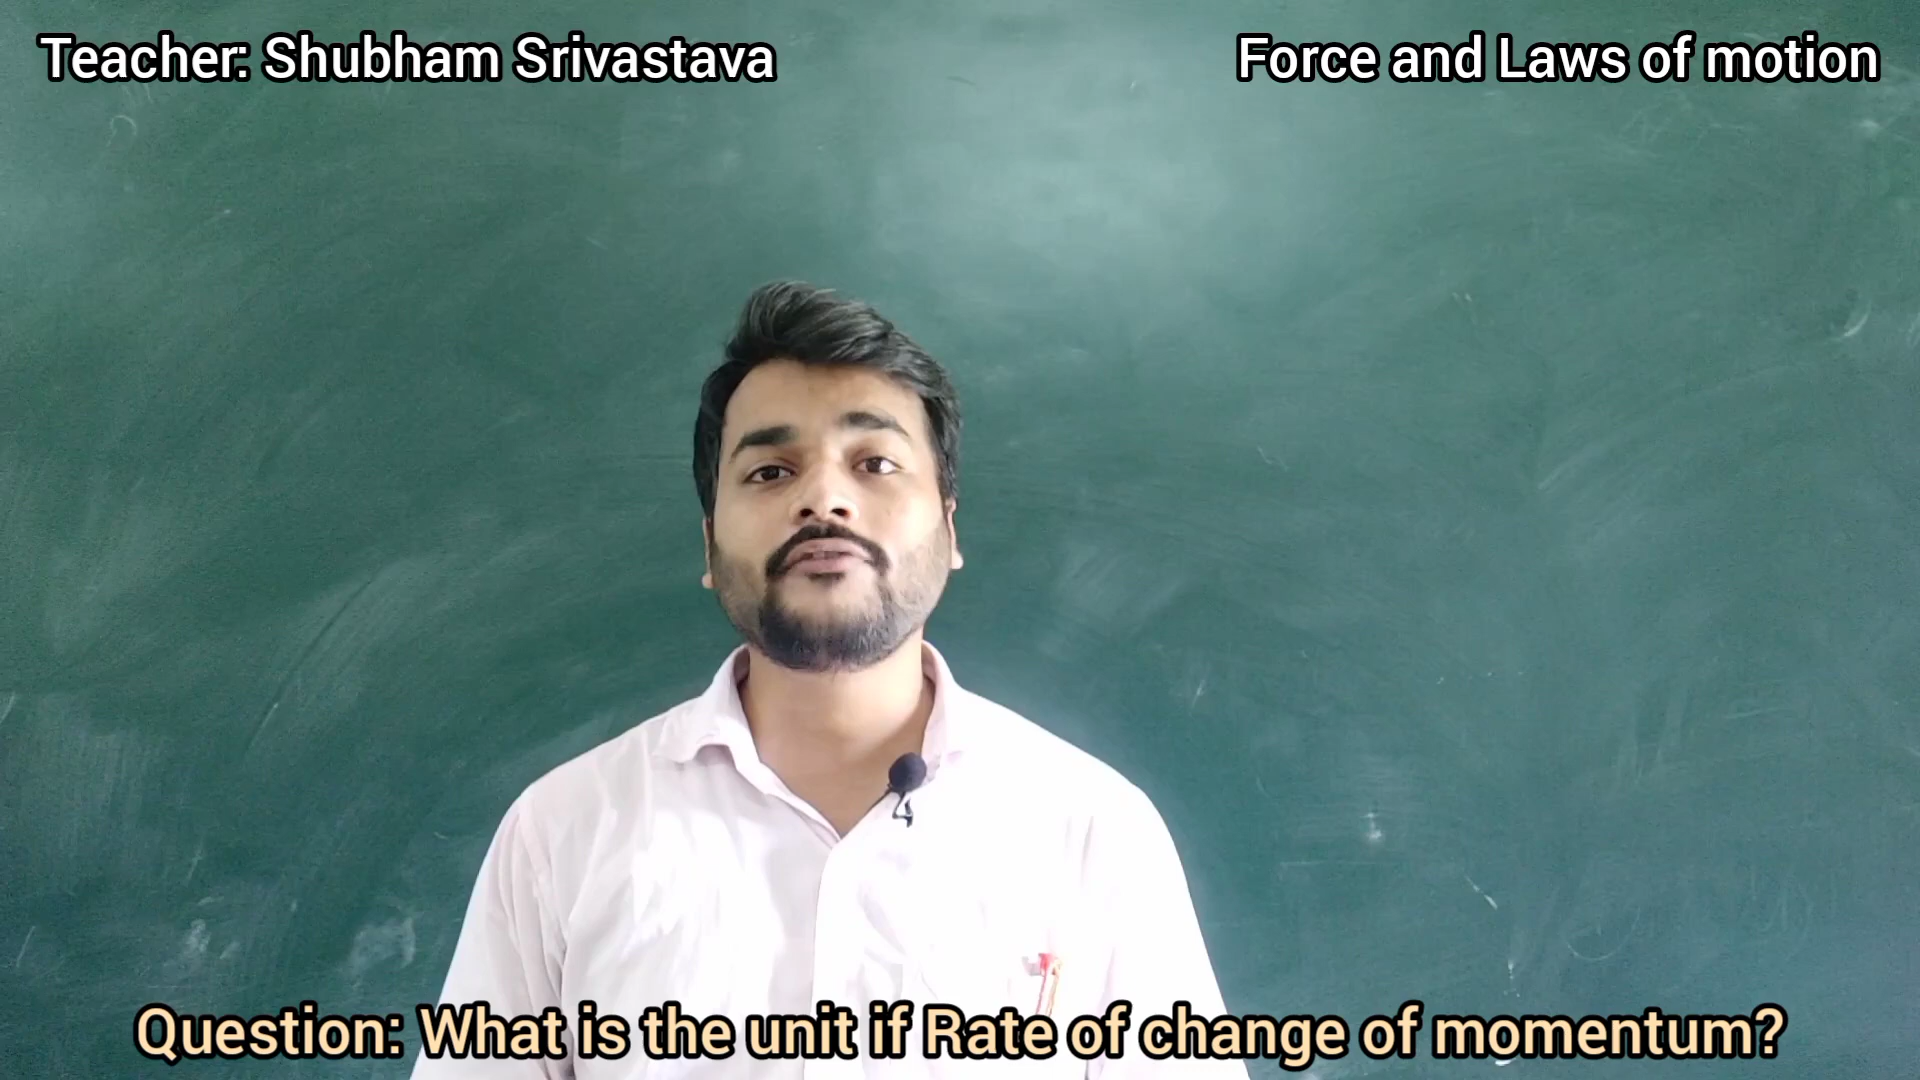 Teacher: Shubham Srivastava
Force and Laws of motion
Question: What is the unit if Rate of change of momentum?